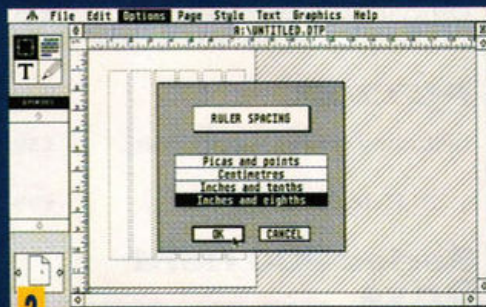 File Edit Options Page Style Text Graphics Help
A:\UNTITLED.DTP
T
RULER SPACING
Picas and points
Centimetres
Inches and tenths
Inches and eighths
OK CANCEL
2